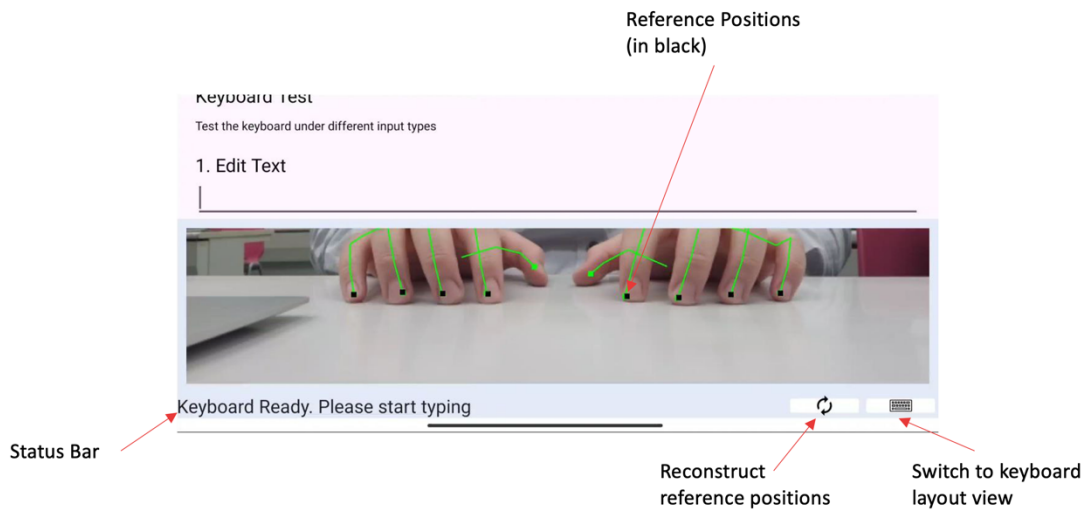 Reference Positions
(in black)
Keyboard Test
Test the keyboard under different input types
1. Edit Text
Keyboard Ready. Please start typing
Status Bar
Reconstruct
reference positions
Switch to keyboard
layout view